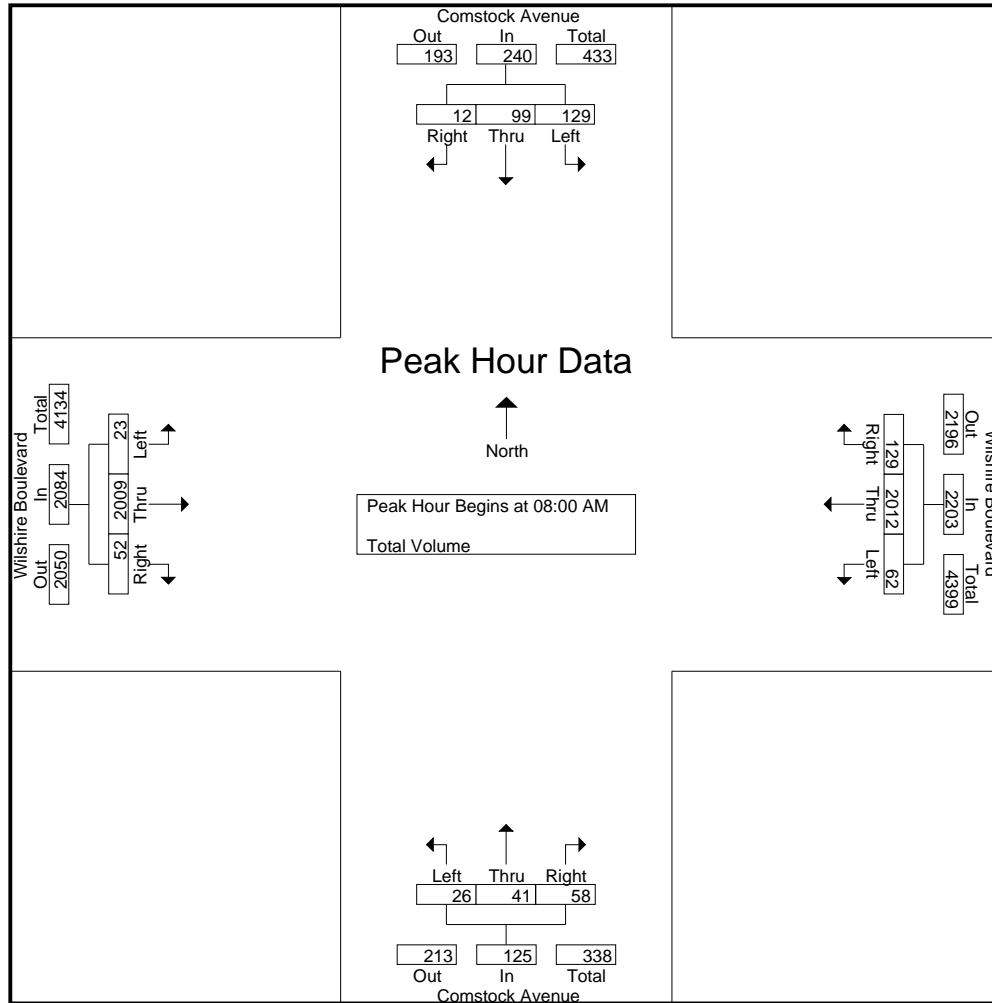 Comstock Avenue
Out In Total
193 240 433
12 99 129
Right Thru Left
Peak Hour Data
North
Peak Hour Begins at 08:00 AM
Total Volume
Wilshire Boulevard
Out In Total
2050 2084 4134
23 2009 52
Left Thru Right
Wilshire Boulevard
Out In Total
2196 2203 4399
129 2012 62
Right Thru Left
Left Thru Right
26 41 58
213 125 338
Out In Total
Comstock Avenue